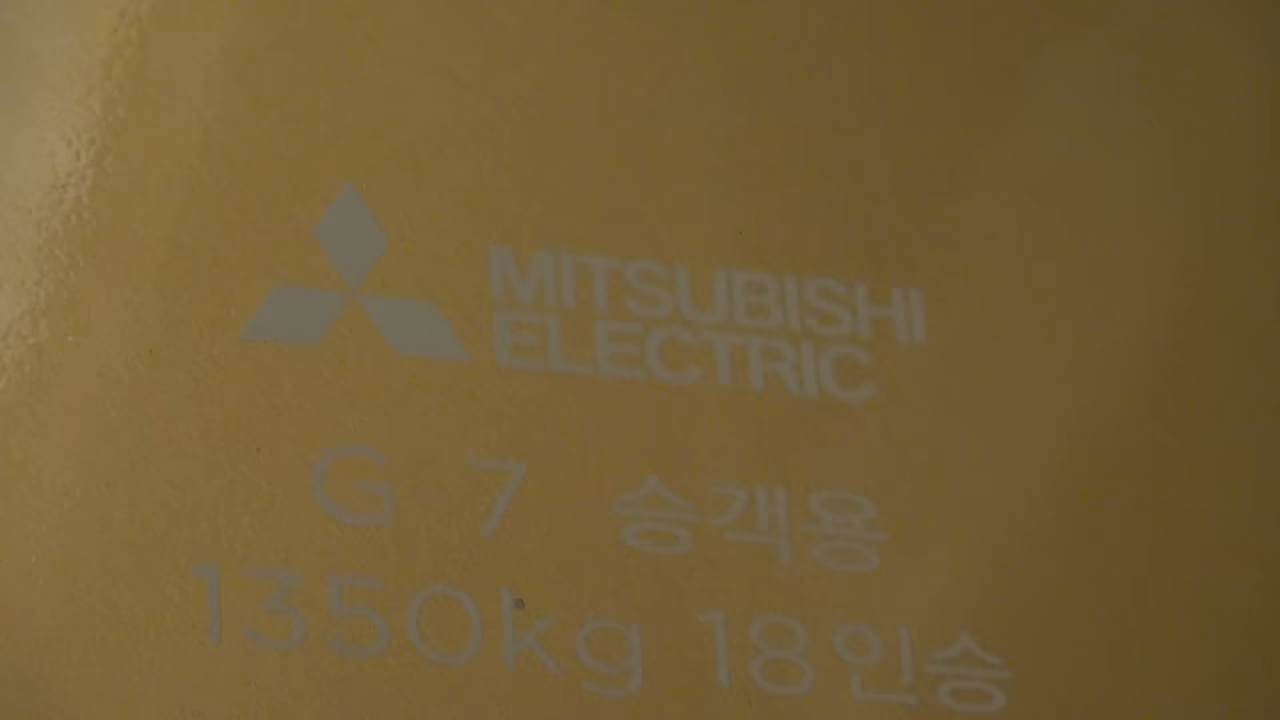 MITSUBISHI
ELECTRIC
G-7 승객용
1350kg 18인승